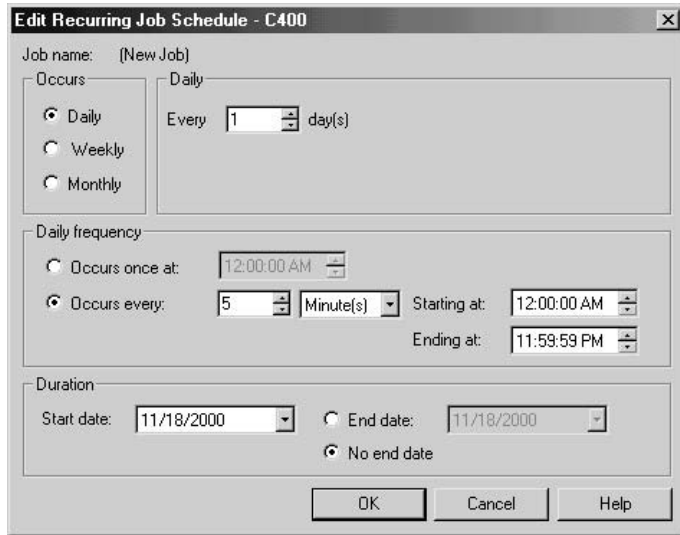 Edit Recurring Job Schedule - C400
Job name: (New Job)
Occurs
Daily
Weekly
Monthly
Daily
Every 1 day(s)
Daily frequency
Occurs once at: 12:00:00 AM
Occurs every: 5 Minute(s) Starting at: 12:00:00 AM
Ending at: 11:59:59 PM
Duration
Start date: 11/18/2000 End date: 11/18/2000
No end date
OK Cancel Help